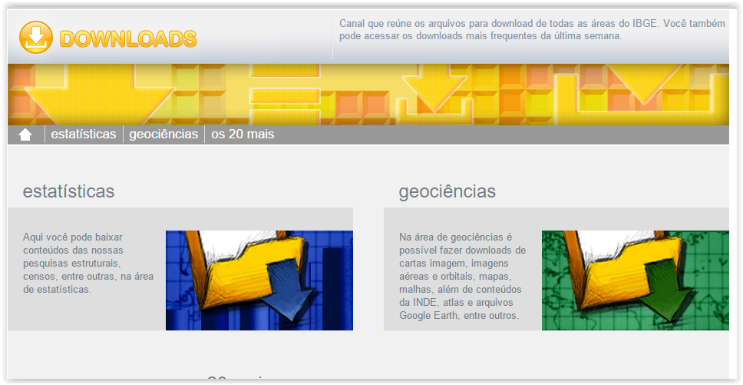 DOWNLOADS
Canal que reúne os arquivos para download de todas as áreas do IBGE. Você também
pode acessar os downloads mais frequentes da última semana.
estatísticas
geociências
os 20 mais
estatísticas
Aqui você pode baixar
conteúdos das nossas
pesquisas estruturais,
censos, entre outras, na área
de estatísticas.
geociências
Na área de geociências é
possível fazer downloads de
cartas imagem, imagens
aéreas e orbitais, mapas,
malhas, além de conteúdos
da INDE, atlas e arquivos
Google Earth, entre outros.